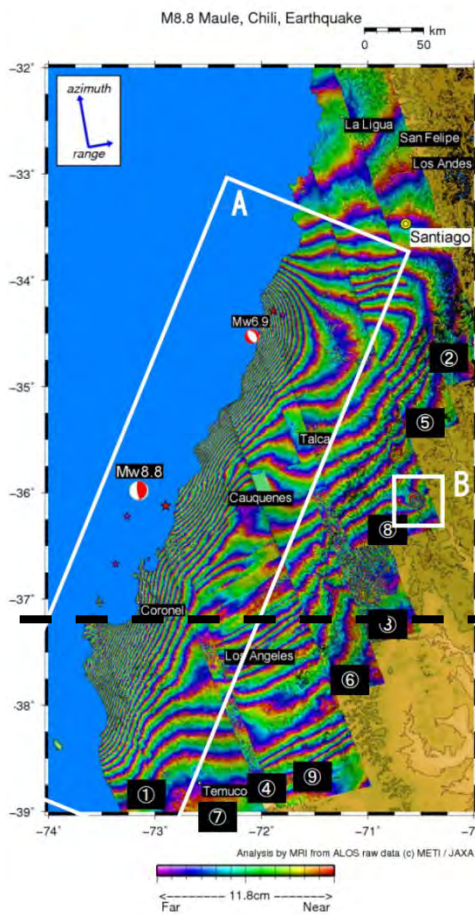 M8.8 Maule, Chili, Earthquake
0 50
km
-32
azimuth
range
La Ligua
San Felipe
Los Andes
-33
A
Santiago
-34
Mw6.9
②
-35
⑤
Talca
B
Mw8.8
-36
Cauquenes
⑧
-37
Coronel
③
Los Angeles
⑥
-38
⑨
①
④
Temuco
⑦
-39
-74 -73 -72 -71 -70
Analysis by MRI from ALOS raw data (c) METI / JAXA
<---- 11.8cm ---->
Far Near